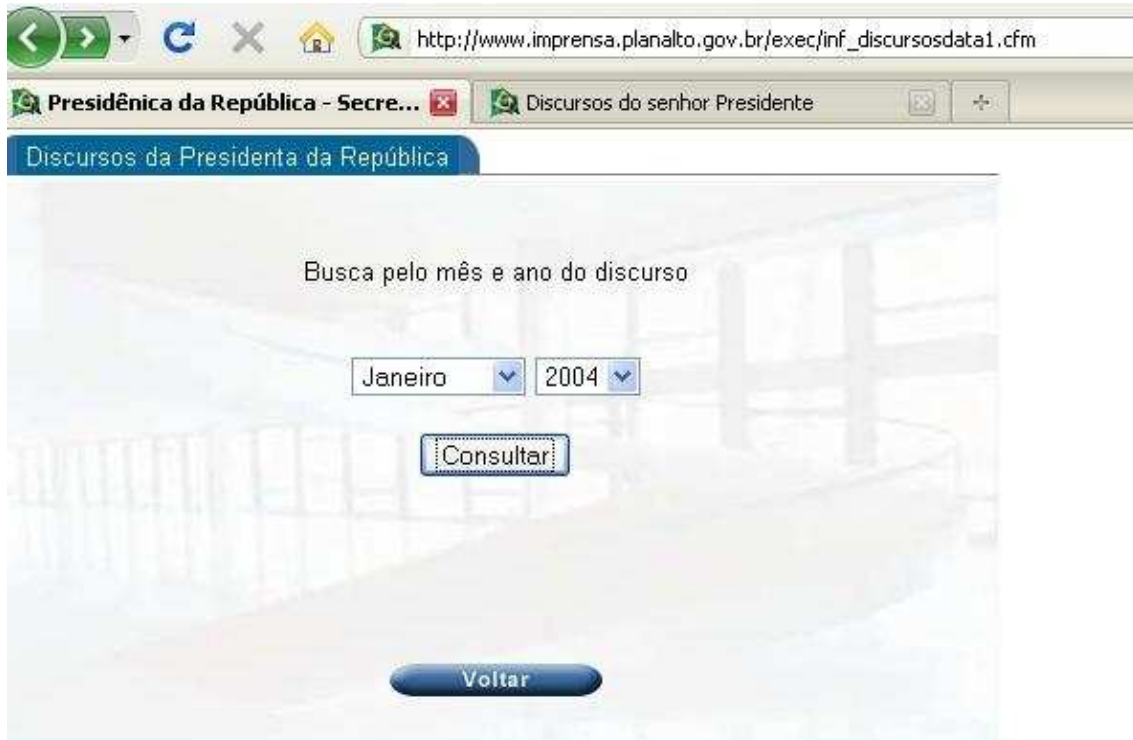 http://www.imprensa.planalto.gov.br/exec/inf_discursosdata1.cfm
Presidênica da República - Secre... Discursos do senhor Presidente
Discursos da Presidenta da República
Busca pelo mês e ano do discurso
Janeiro 2004
Consultar
Voltar